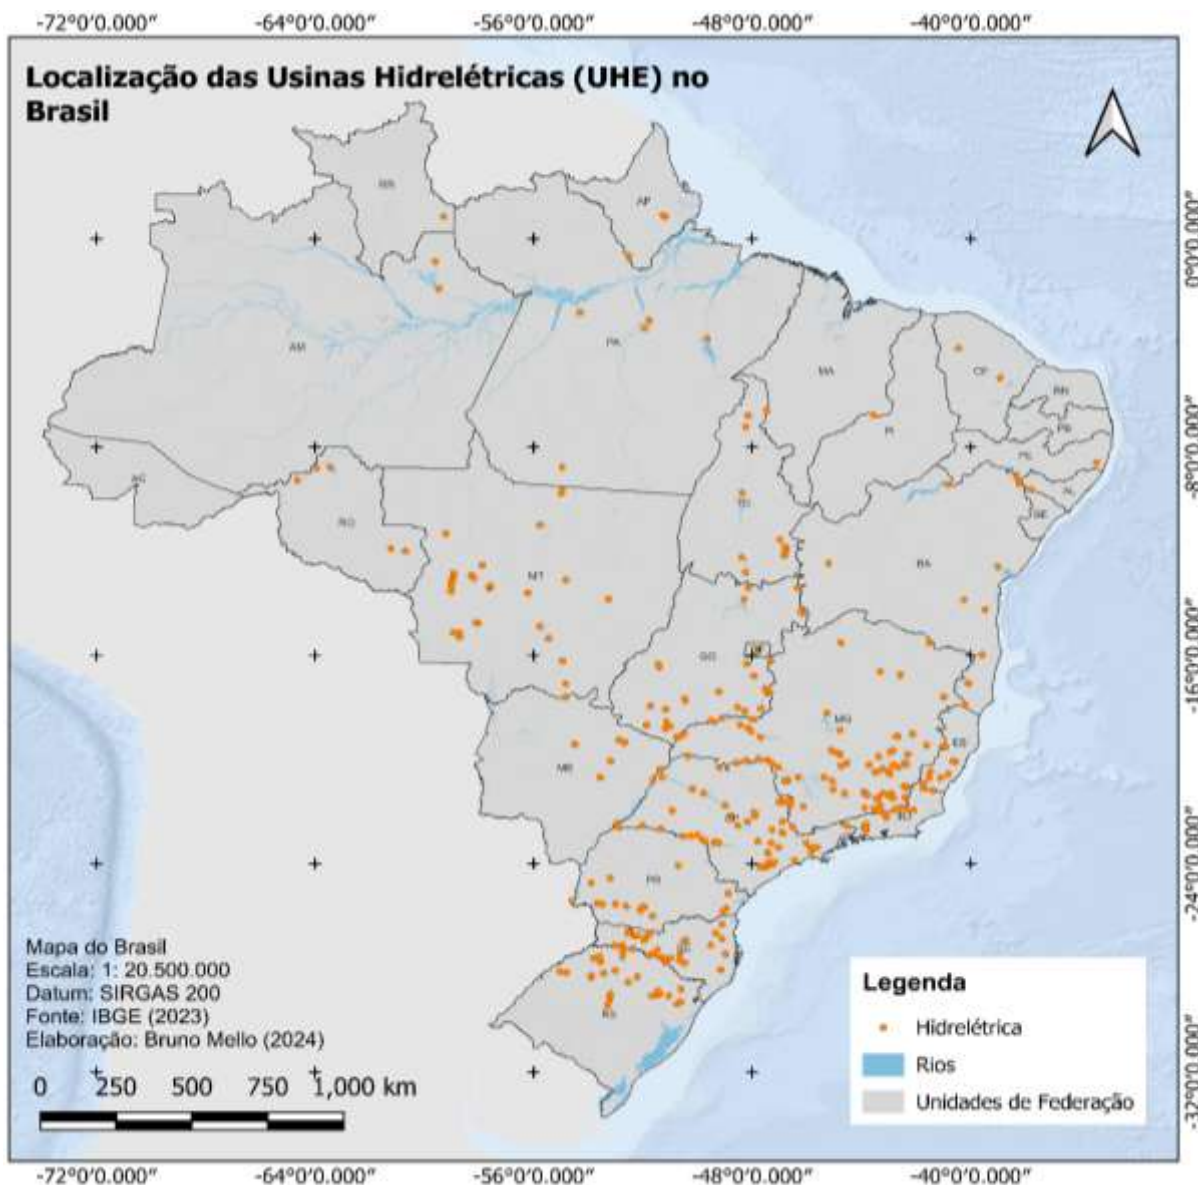 -72°0'0.000" -64°0'0.000" -56°0'0.000" -48°0'0.000" -40°0'0.000"
Localização das Usinas Hidrelétricas (UHE) no
Brasil
0°0'0.000"
-8°0'0.000"
-16°0'0.000"
-24°0'0.000"
-32°0'0.000"
AP
AM
PA
MA
CE
RN
PB
PI
PE
AL
SE
AC
RO
TO
BA
MT
GO
DF
MG
ES
MS
SP
RJ
PR
SC
RS
Mapa do Brasil
Escala: 1: 20.500.000
Datum: SIRGAS 200
Fonte: IBGE (2023)
Elaboração: Bruno Mello (2024)
0 250 500 750 1,000 km
Legenda
Hidrelétrica
Rios
Unidades de Federação
-72°0'0.000" -64°0'0.000" -56°0'0.000" -48°0'0.000" -40°0'0.000"